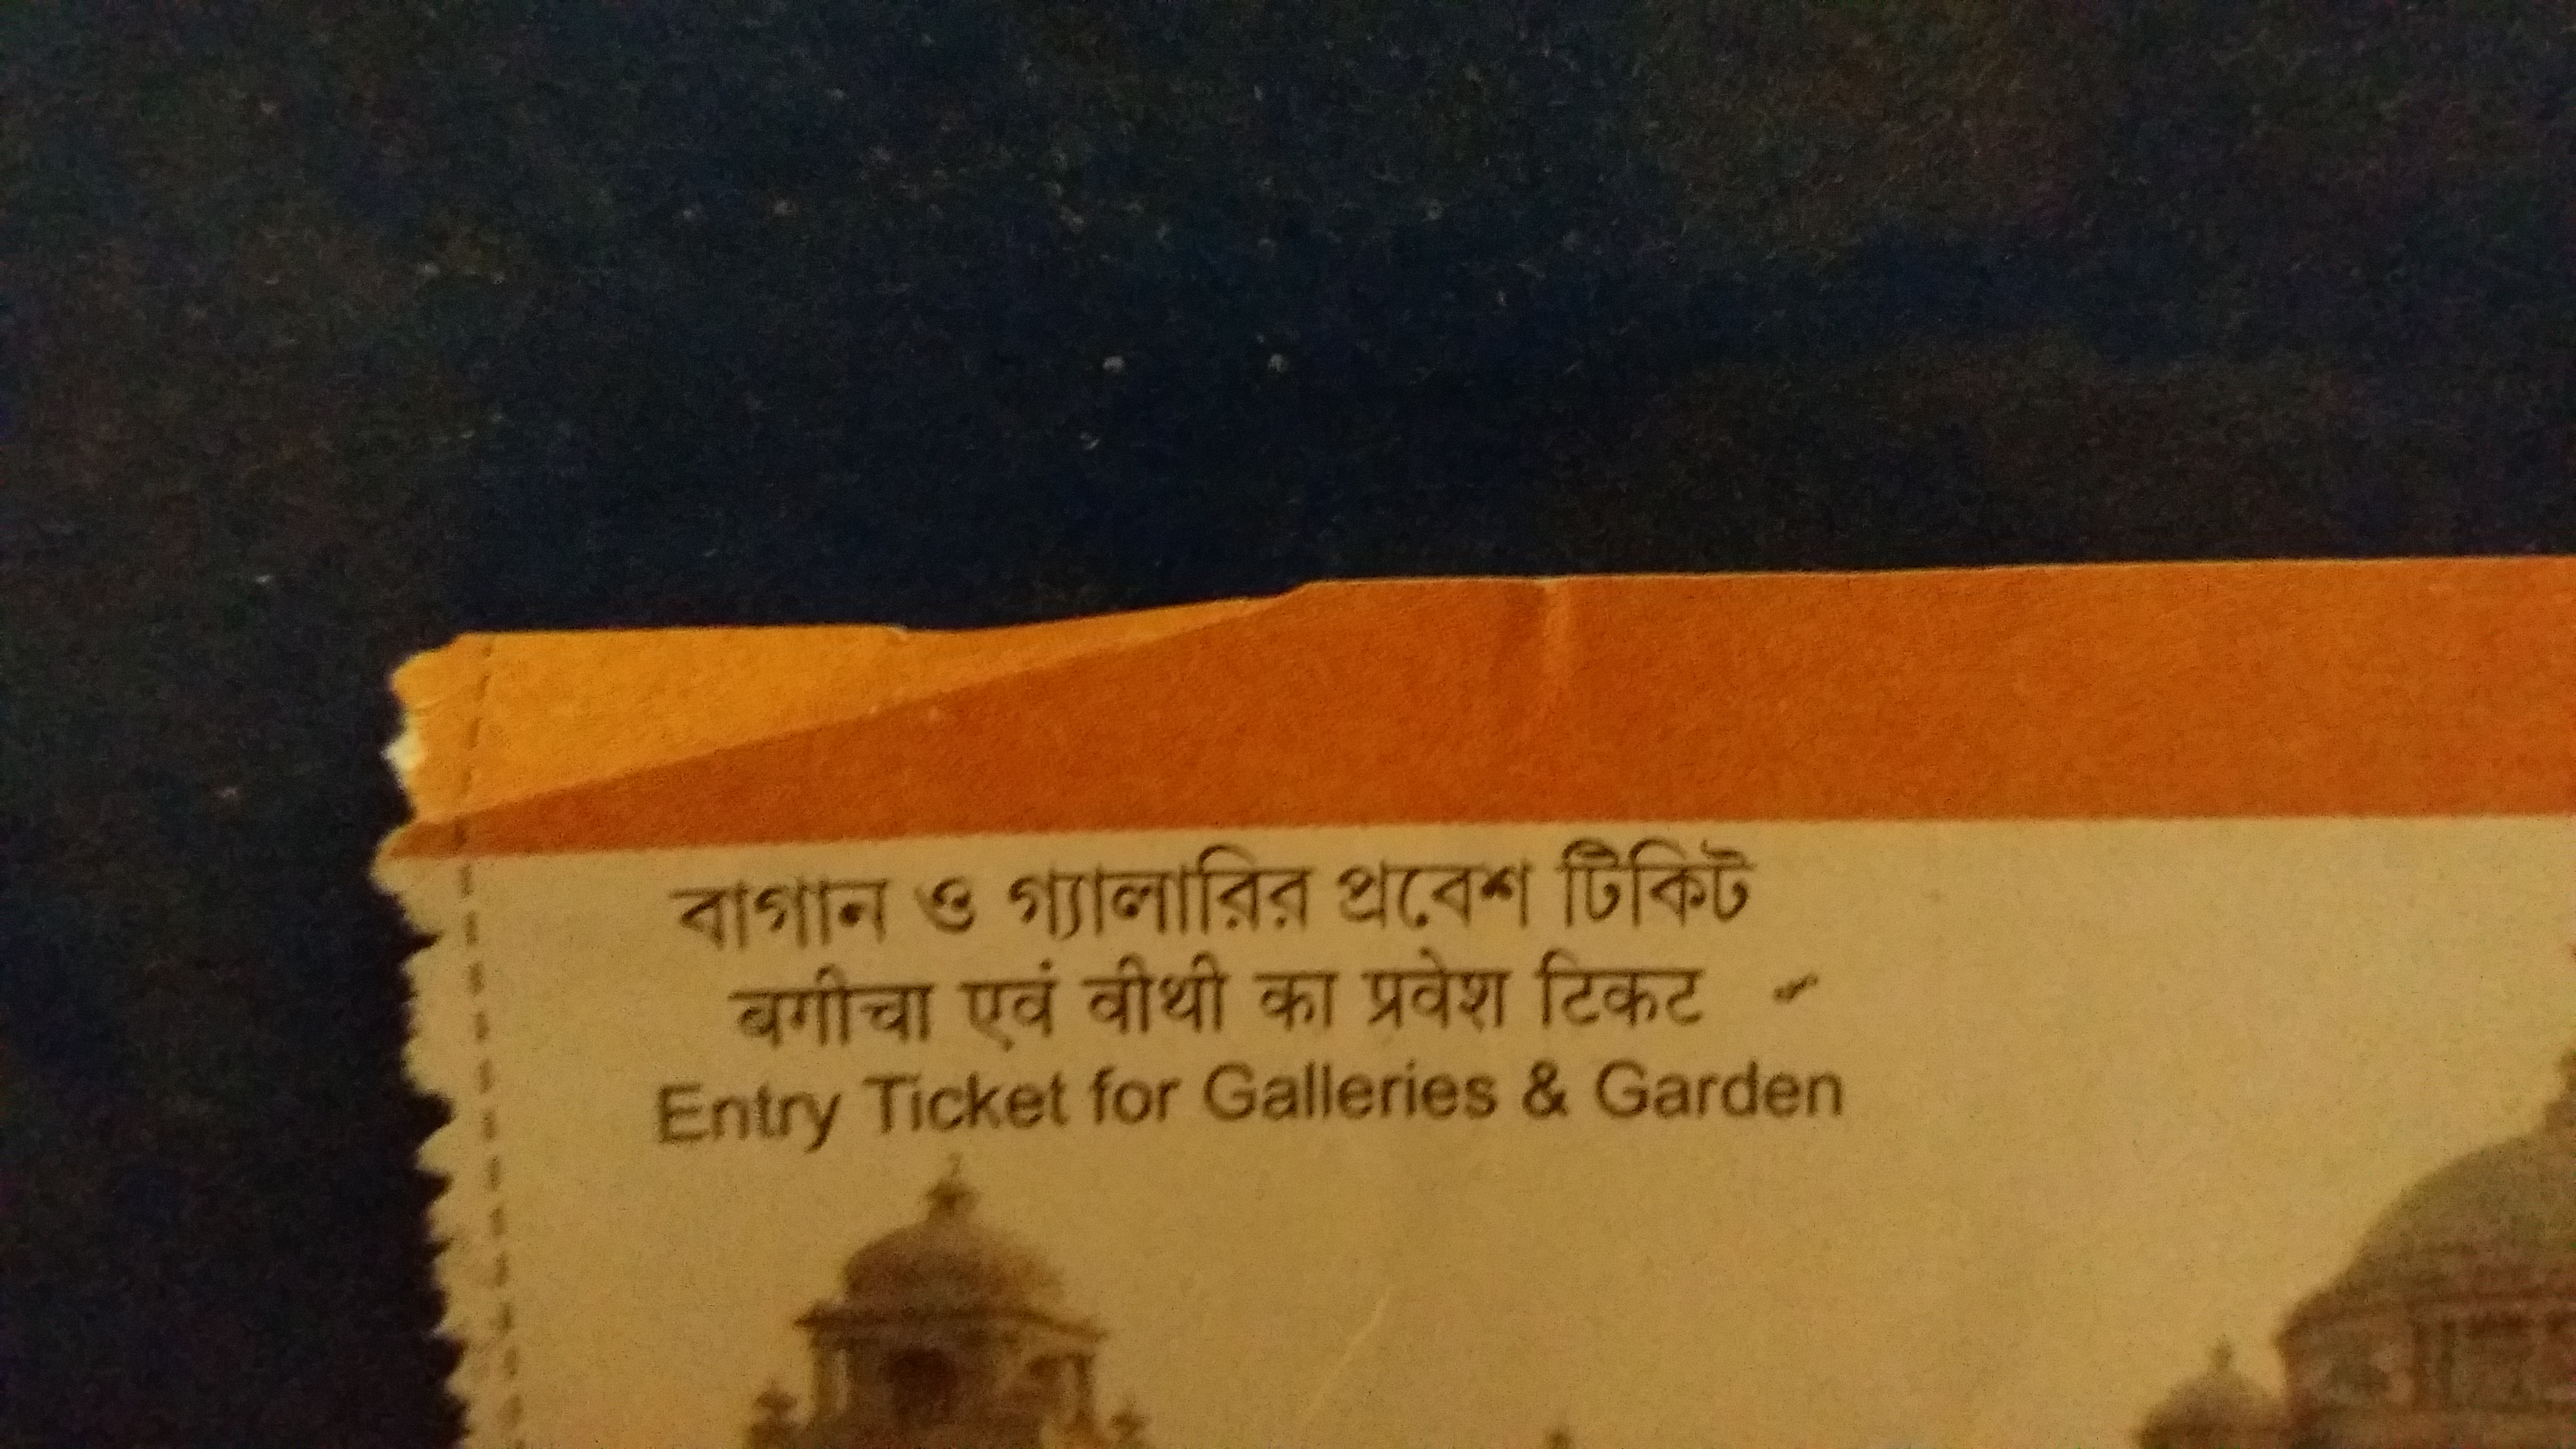 বাগান ও গ্যালারির প্রবেশ টিকিট
बगीचा एवं वीथी का प्रवेश टिकट
Entry Ticket for Galleries & Garden